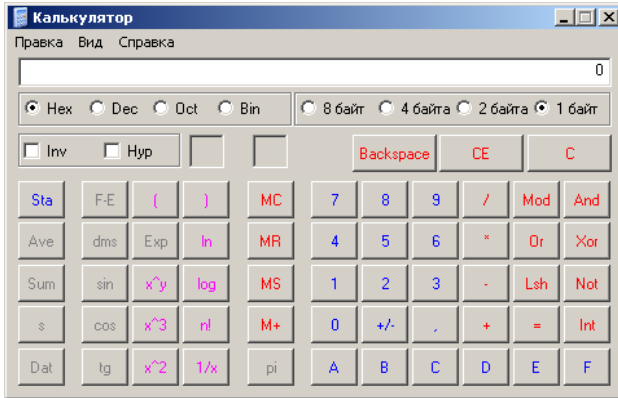 Калькулятор
Правка Вид Справка
0
Hex Dec Oct Bin 8 байт 4 байта 2 байта 1 байт
Inv Hyp Backspace CE C
Sta F-E ( ) MC 7 8 9 / Mod And
Ave dms Exp ln MR 4 5 6 * Or Xor
Sum sin x^y log MS 1 2 3 - Lsh Not
s cos x^3 n! M+ 0 +/- , + = Int
Dat tg x^2 1/x pi A B C D E F